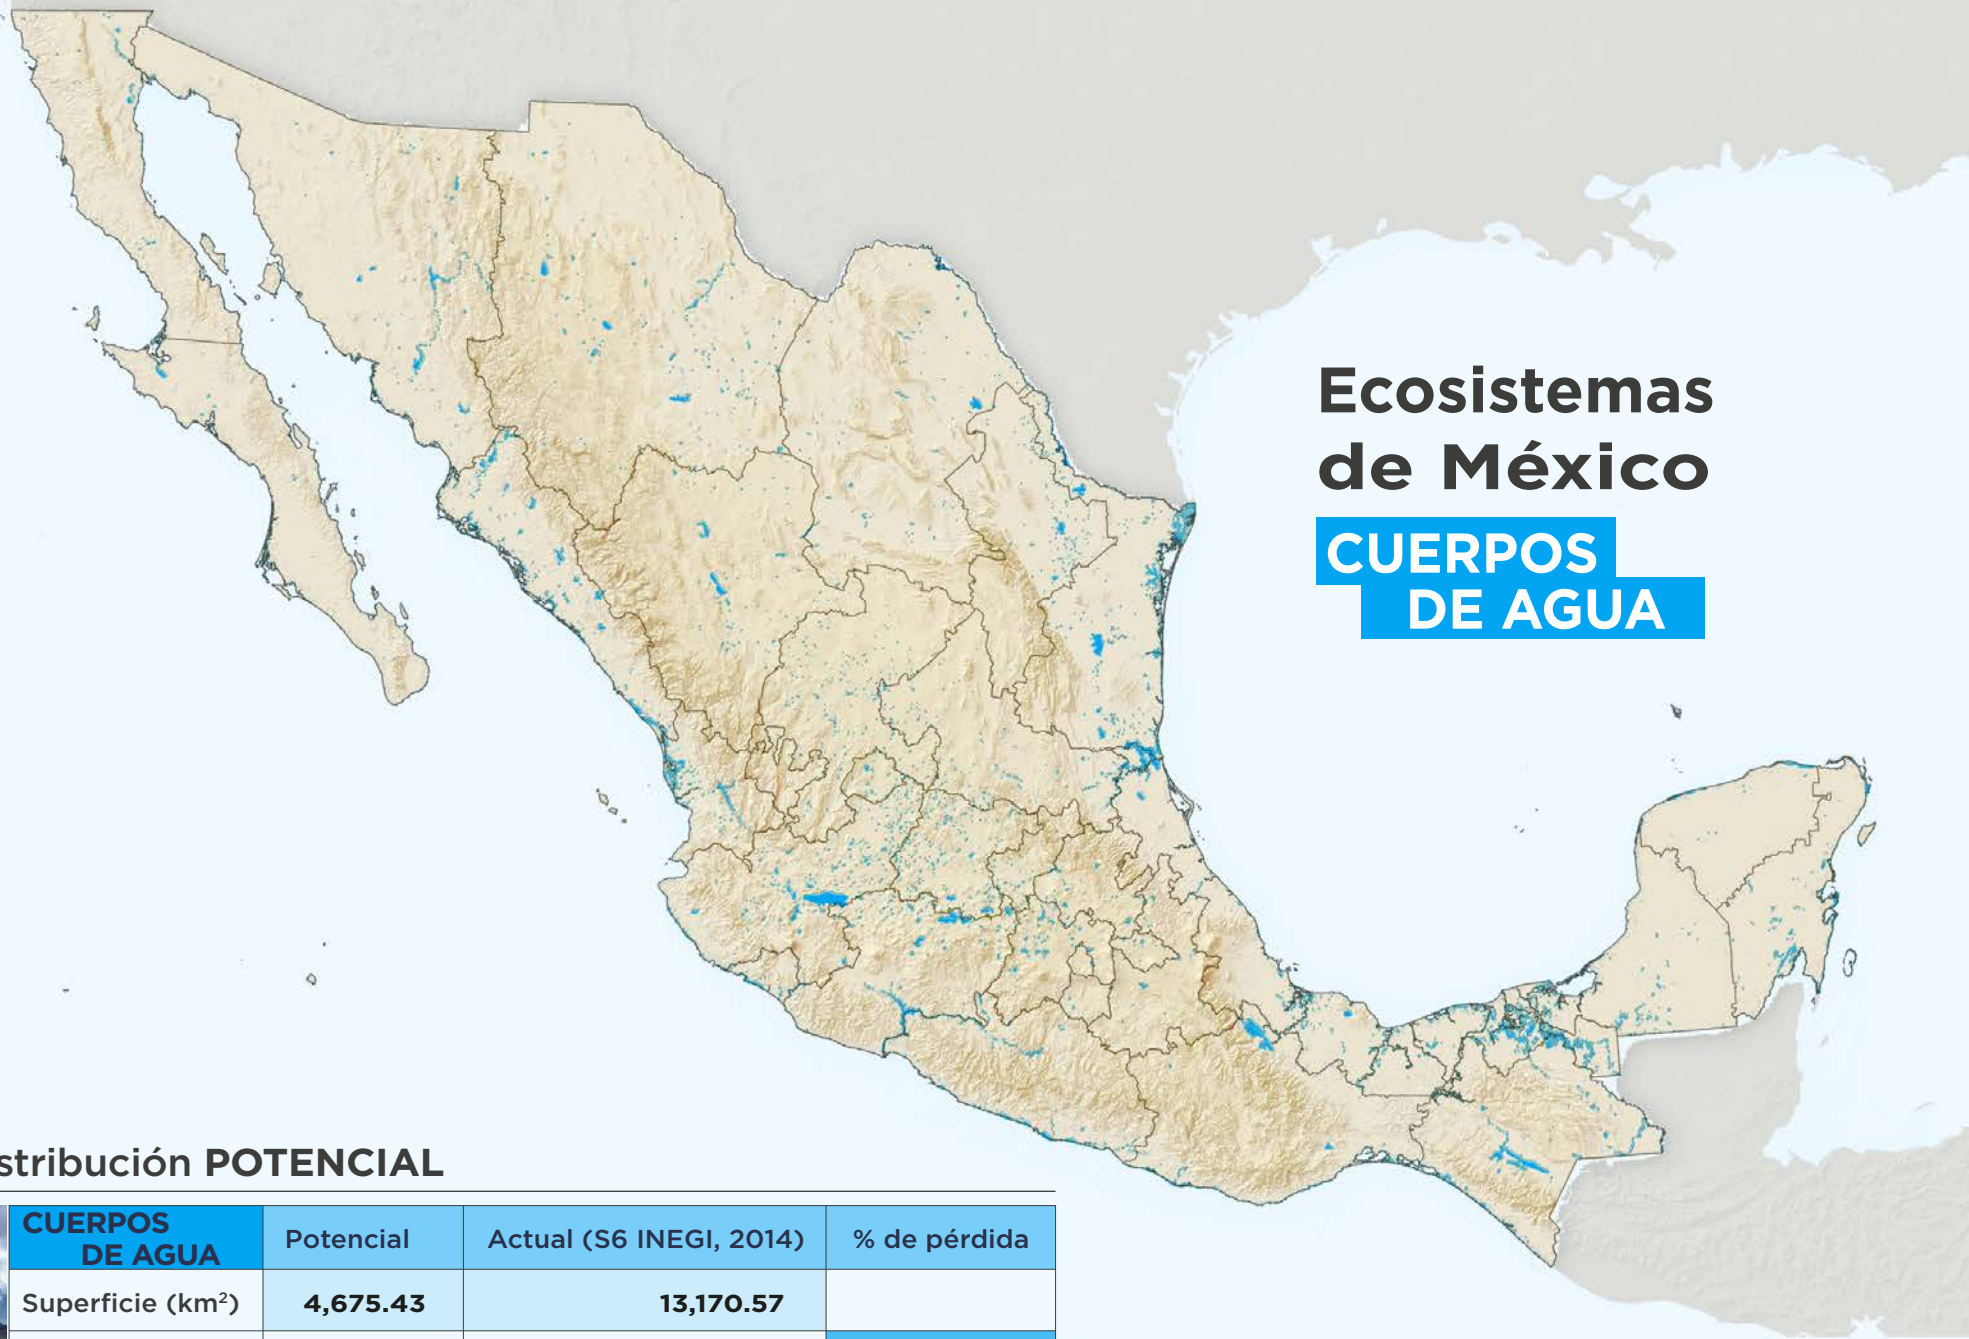 Ecosistemas
de México
CUERPOS
DE AGUA
stribución POTENCIAL
CUERPOS
DE AGUA
Potencial
Actual (S6 INEGI, 2014)
% de pérdida
Superficie (km²)
4,675.43
13,170.57